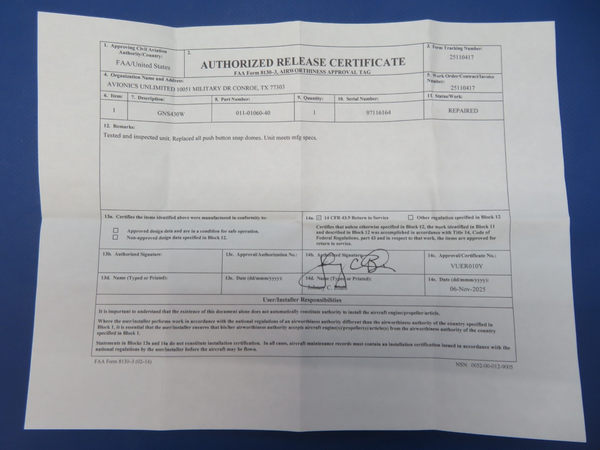 1. Approving Civil Aviation
Authority/Country:
FAA/United States
2.
AUTHORIZED RELEASE CERTIFICATE
FAA Form 8130–3, AIRWORTHINESS APPROVAL TAG
3. Form Tracking Number:
25110417
4. Organization Name and Address:
AVIONICS UNLIMITED 10051 MILITARY DR CONROE, TX 77303
5. Work Order/Contract/Invoice
Number:
25110417
6. Item: 7. Description: 8. Part Number: 9. Quantity: 10. Serial Number: 11. Status/Work:
1 GNS430W 011-01060-40 1 97116164 REPAIRED
12. Remarks:
Tested and inspected unit. Replaced all push button snap domes. Unit meets mfg specs.
13a. Certifies the items identified above were manufactured in conformity to:
Approved design data and are in a condition for safe operation.
Non-approved design data specified in Block 12.
14a. 14 CFR 43.9 Return to Service Other regulation specified in Block 12
Certifies that unless otherwise specified in Block 12, the work identified in Block 11
and described in Block 12 was accomplished in accordance with Title 14, Code
of Federal Regulations, part 43 and in respect to that work, the items are approved for
return to service.
13b. Authorized Signature: 13c. Approval/Authorization No.: 14b. Authorized Signature: 14c. Approval/Certificate No.:
VUER010Y
13d. Name (Typed or Printed): 13e. Date (dd/mmm/yyyy): 14d. Name (Typed or Printed): 14e. Date (dd/mmm/yyyy):
Johnny C.
06-Nov-2025
User/Installer Responsibilities
It is important to understand that the existence of this document alone does not automatically constitute authority to install the aircraft engine/propeller/article.
Where the user/installer performs work in accordance with the national regulations of an airworthiness authority different than the airworthiness authority of the country specified in
Block 1, it is essential that the user/installer ensures that his/her airworthiness authority accepts aircraft engine(s)/propeller(s)/article(s) from the airworthiness authority of the country
specified in Block 1.
Statements in Blocks 13a and 14a do not constitute installation certification. In all cases, aircraft maintenance records must contain an installation certification issued in accordance with the
national regulations by the user/installer before the aircraft may be flown.
FAA Form 8130–3 (02–14)
NSN: 0052-00-012-9005